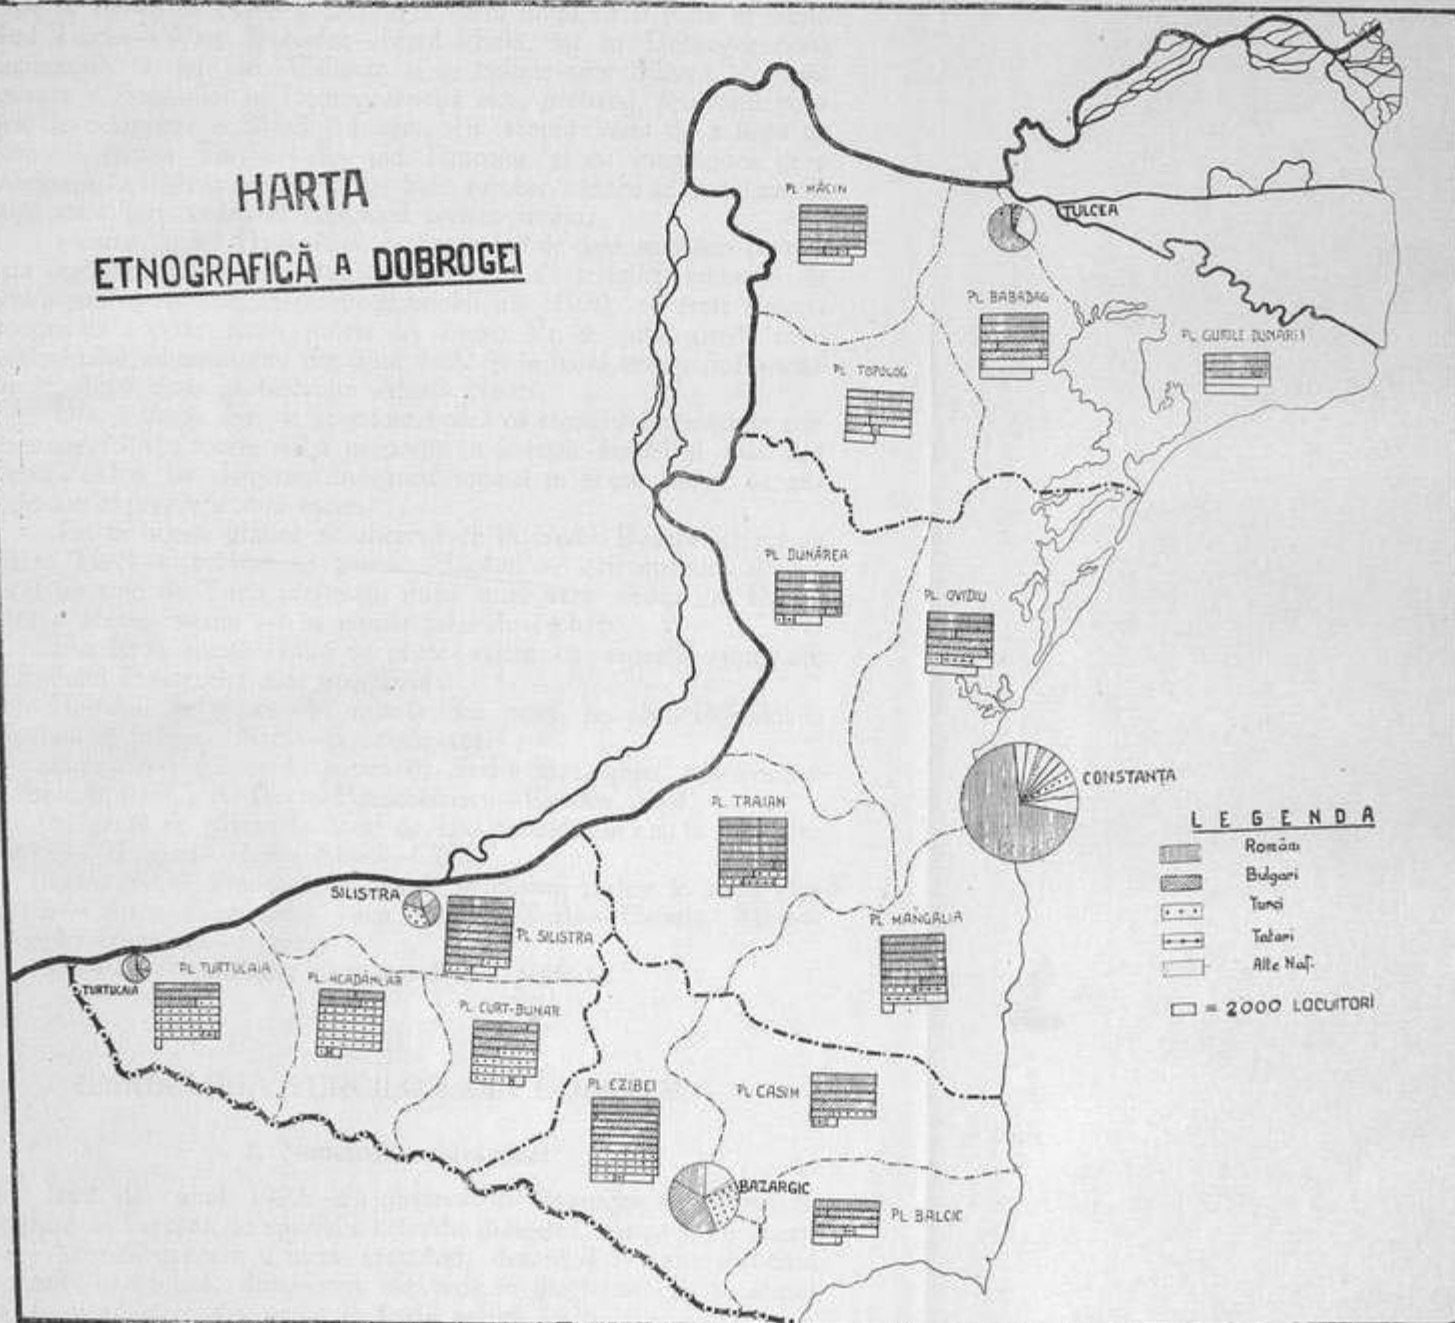 HARTA
ETNOGRAFICĂ A DOBROGEI
PL MĂCIN
TULCEA
PL BABADAG
PL GURILE DUNĂREI
PL TOPOLOG
PL DUNĂREA
PL OVIDIU
CONSTANȚA
PL TRAIAN
SILISTRA
PL SILISTRA
PL MANGALIA
TURTUCAIA
PL TURTUCAIA
PL ACADÂNLAR
PL CURT-BUNAR
PL EZIBEI
PL CASIM
BAZARGIC
PL BALCIC
LEGENDA
Români
Bulgari
Turci
Tatari
Alte Naț.
= 2000 LOCUITORI